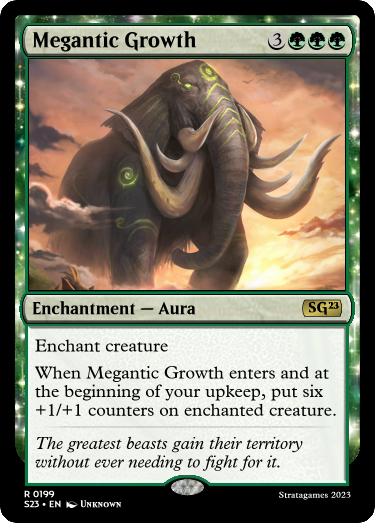 Megantic Growth 3
Enchantment — Aura SG23
Enchant creature
When Megantic Growth enters and at
the beginning of your upkeep, put six
+1/+1 counters on enchanted creature.
The greatest beasts gain their territory
without ever needing to fight for it.
R 0199
S23 • EN Unknown
Stratagames 2023